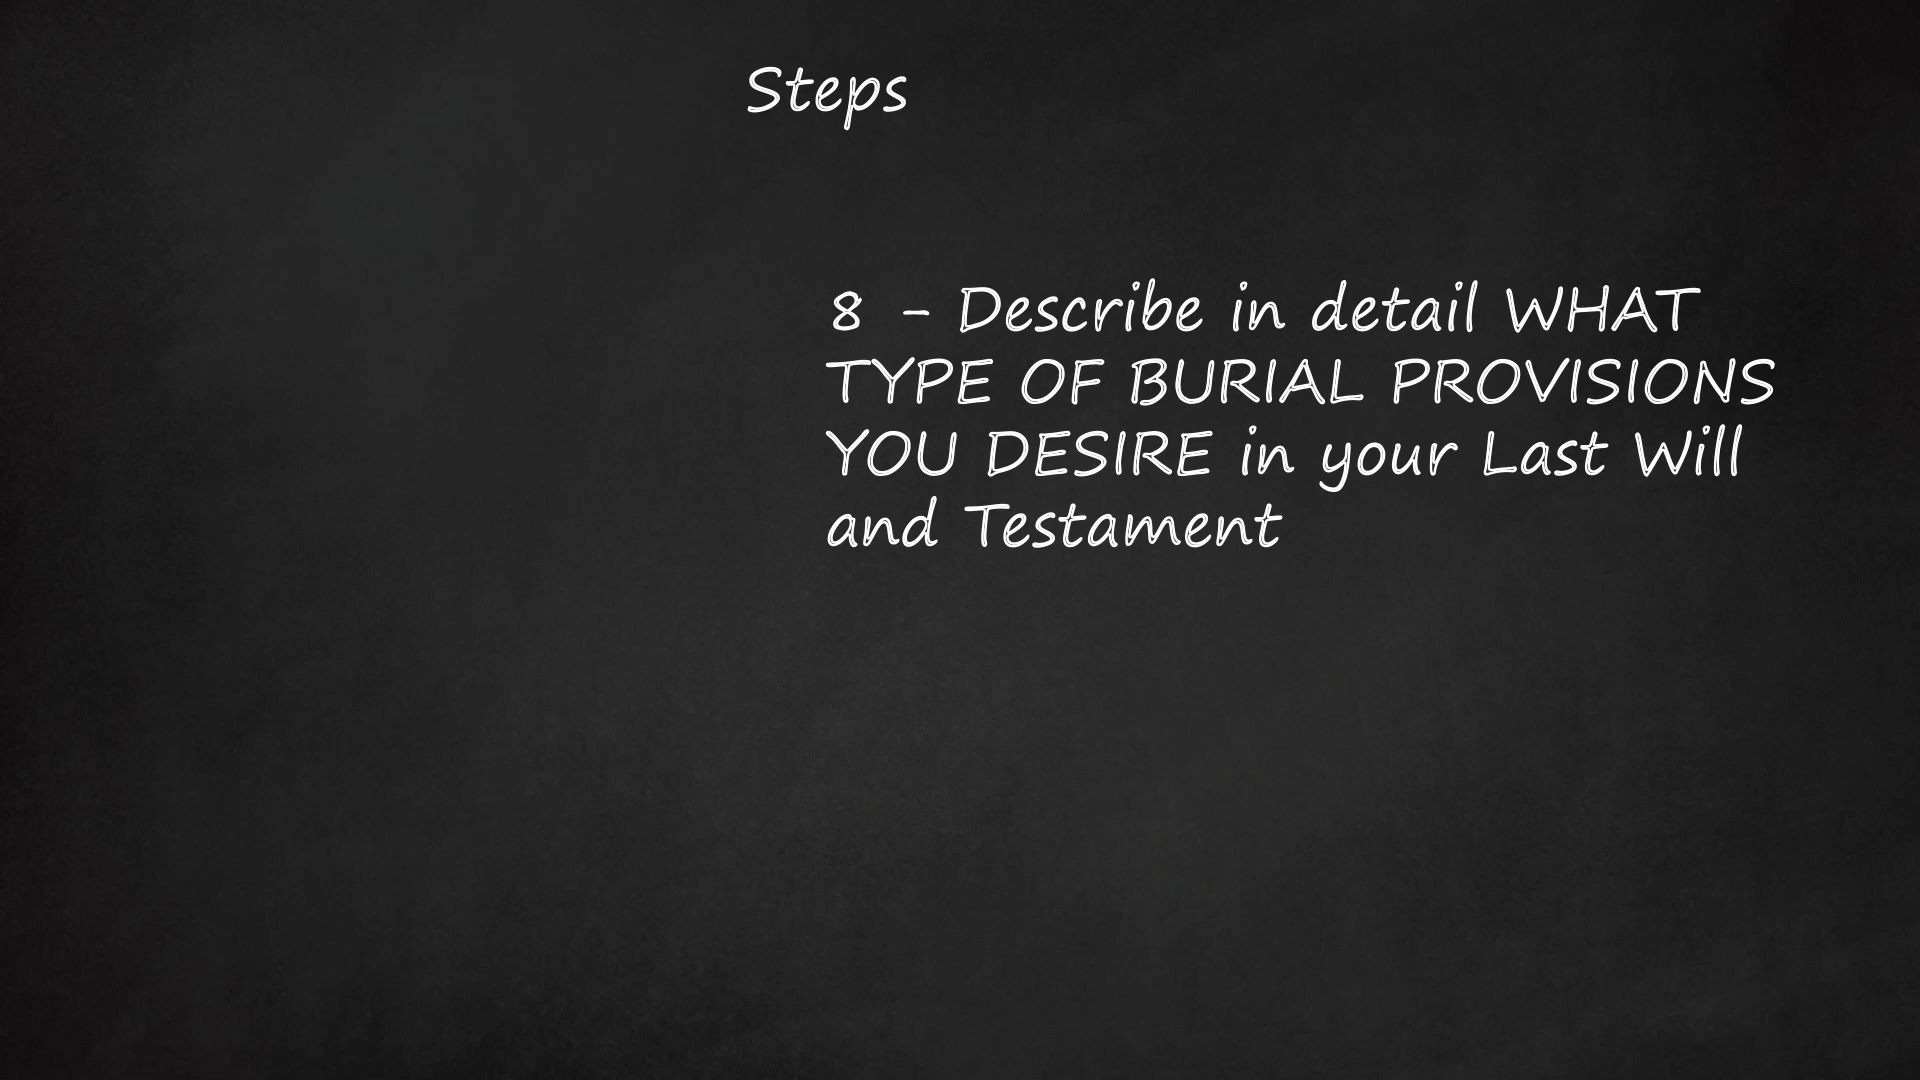 Steps
8 - Describe in detail WHAT
TYPE OF BURIAL PROVISIONS
YOU DESIRE in your Last Will
and Testament